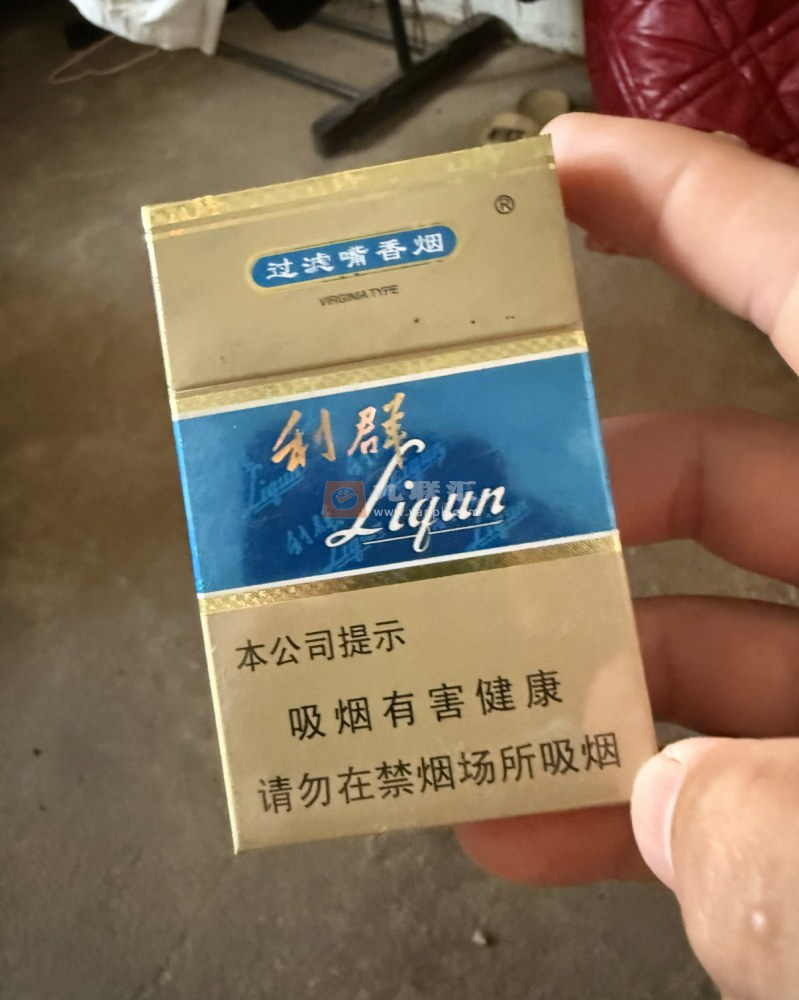 ®
过滤嘴香烟
VIRGINIA TYPE
利群
Liqun
本公司提示
吸烟有害健康
请勿在禁烟场所吸烟